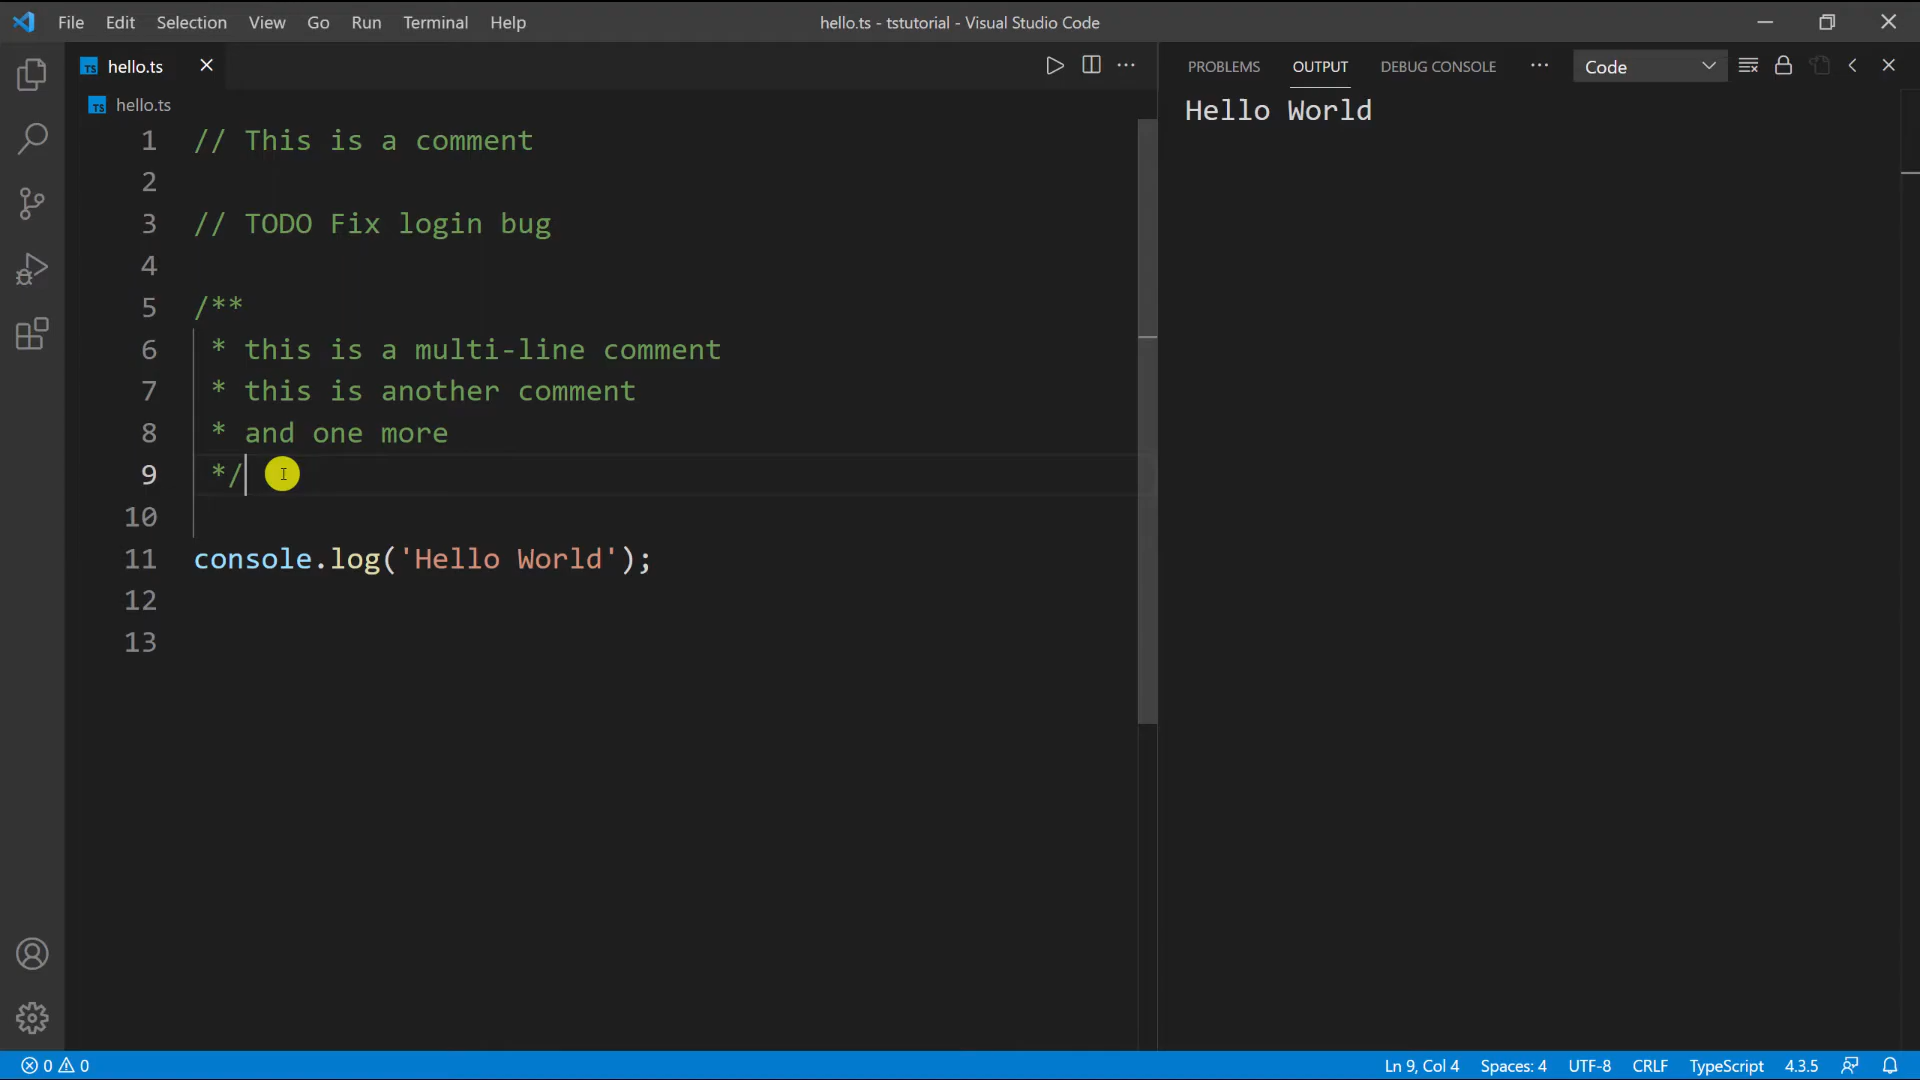 File Edit Selection View Go Run Terminal Help hello.ts - tstutorial - Visual Studio Code
TS hello.ts
TS hello.ts
1 // This is a comment
2
3 // TODO Fix login bug
4
5 /**
6 * this is a multi-line comment
7 * this is another comment
8 * and one more
9 */
10
11 console.log('Hello World');
12
13
PROBLEMS OUTPUT DEBUG CONSOLE ··· Code
Hello World
0 0 Ln 9, Col 4 Spaces: 4 UTF-8 CRLF TypeScript 4.3.5